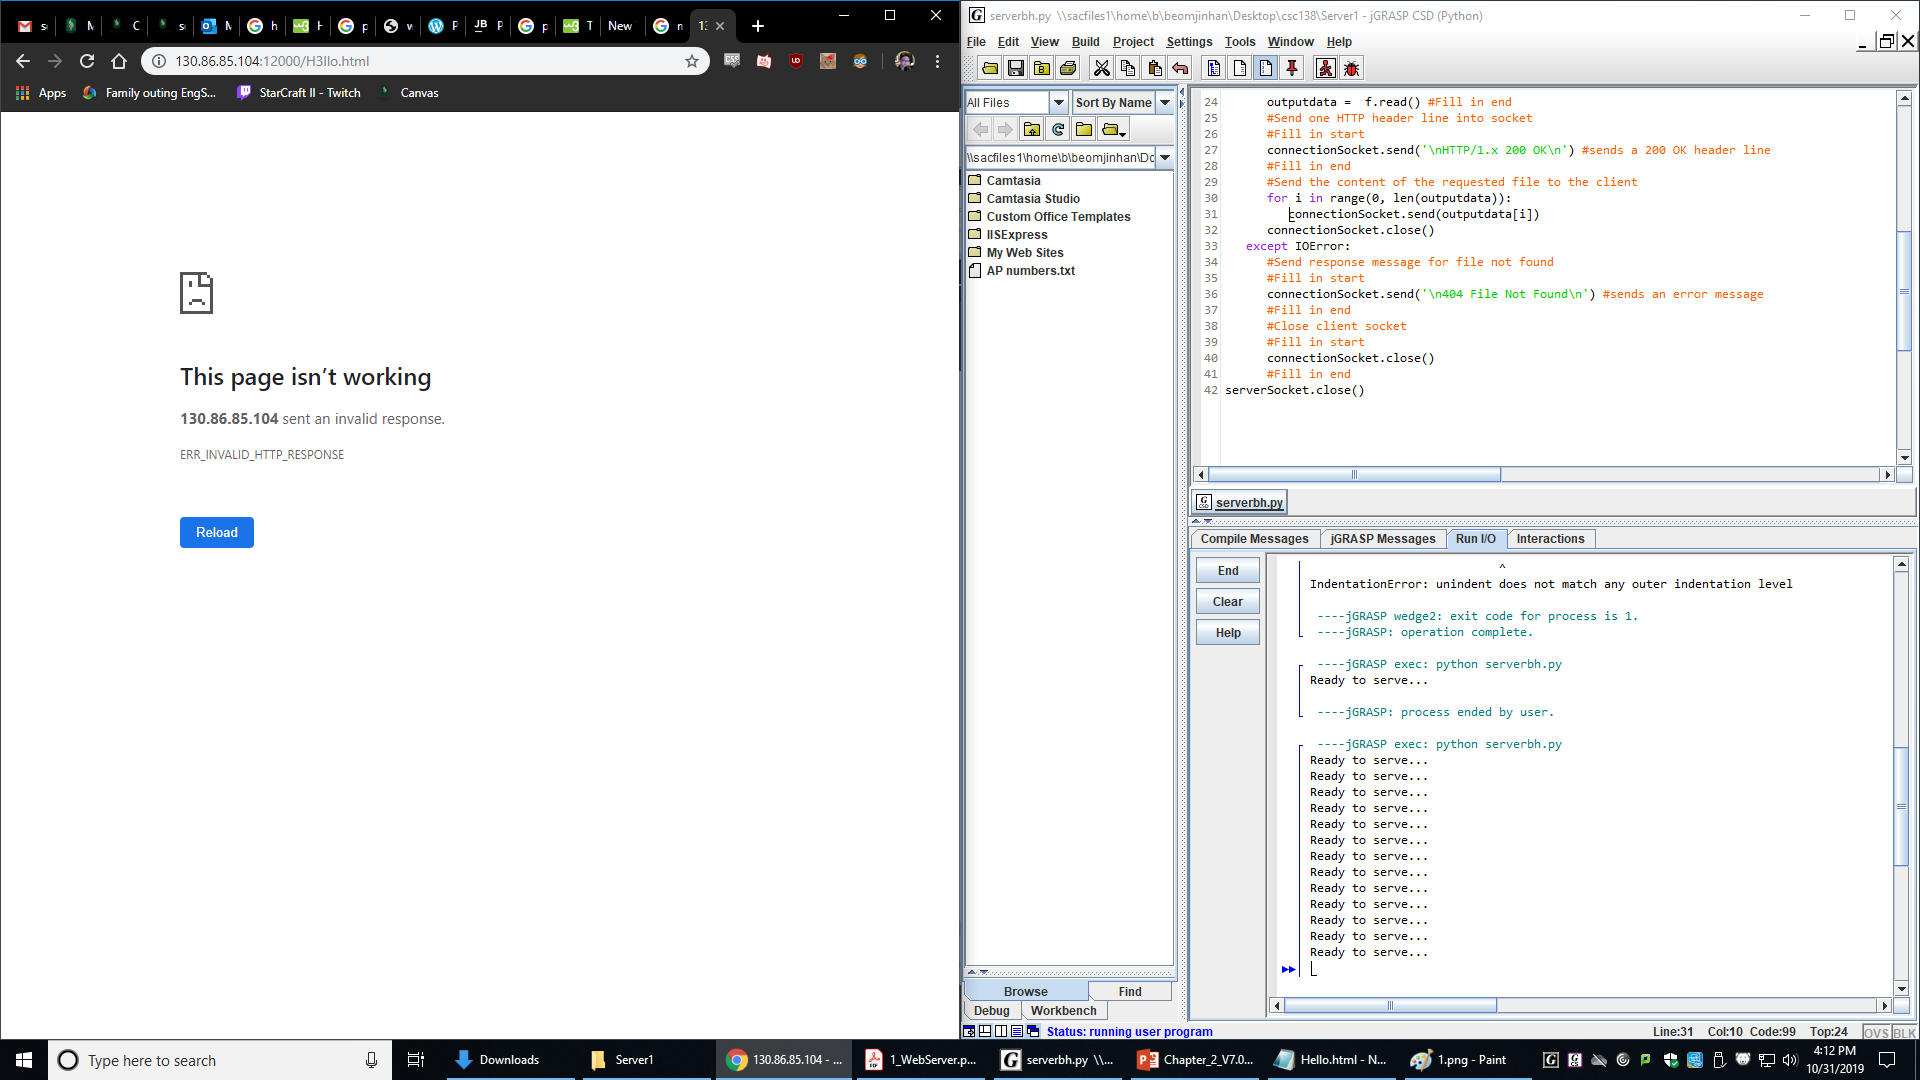 130.86.85.104:12000/H3llo.html
Apps
Family outing EngS...
StarCraft II - Twitch
Canvas
New
This page isn’t working
130.86.85.104 sent an invalid response.
ERR_INVALID_HTTP_RESPONSE
Reload
serverbh.py \\sacfiles1\home\b\beomjinhan\Desktop\csc138\Server1 - jGRASP CSD (Python)
File Edit View Build Project Settings Tools Window Help
All Files
Sort By Name
\\sacfiles1\home\b\beomjinhan\Dc
Camtasia
Camtasia Studio
Custom Office Templates
IISExpress
My Web Sites
AP numbers.txt
Browse
Find
Debug
Workbench
24 outputdata =  f.read() #Fill in end
25 #Send one HTTP header line into socket
26 #Fill in start
27 connectionSocket.send('\nHTTP/1.x 200 OK\n') #sends a 200 OK header line
28 #Fill in end
29 #Send the content of the requested file to the client
30 for i in range(0, len(outputdata)):
31 connectionSocket.send(outputdata[i])
32 connectionSocket.close()
33 except IOError:
34 #Send response message for file not found
35 #Fill in start
36 connectionSocket.send('\n404 File Not Found\n') #sends an error message
37 #Fill in end
38 #Close client socket
39 #Fill in start
40 connectionSocket.close()
41 #Fill in end
42 serverSocket.close()
serverbh.py
Compile Messages
jGRASP Messages
Run I/O
Interactions
End
Clear
Help
^
IndentationError: unindent does not match any outer indentation level
----jGRASP wedge2: exit code for process is 1.
----jGRASP: operation complete.
----jGRASP exec: python serverbh.py
Ready to serve...
----jGRASP: process ended by user.
----jGRASP exec: python serverbh.py
Ready to serve...
Ready to serve...
Ready to serve...
Ready to serve...
Ready to serve...
Ready to serve...
Ready to serve...
Ready to serve...
Ready to serve...
Ready to serve...
Ready to serve...
Ready to serve...
Ready to serve...
Status: running user program
Line:31 Col:10 Code:99 Top:24 OVS BLK
Type here to search
Downloads
Server1
130.86.85.104 - ...
1_WebServer.p...
serverbh.py \\...
Chapter_2_V7.0...
Hello.html - N...
1.png - Paint
4:12 PM
10/31/2019